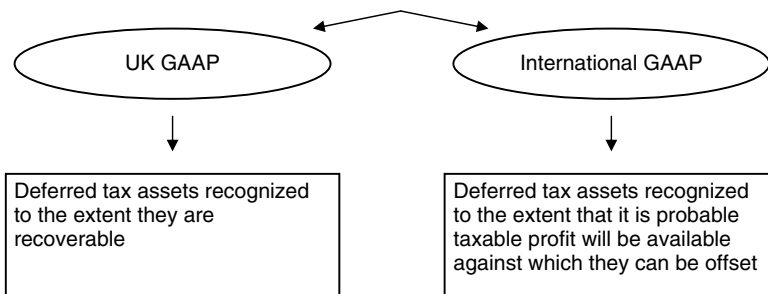 UK GAAP
International GAAP
Deferred tax assets recognized
to the extent they are
recoverable
Deferred tax assets recognized
to the extent that it is probable
taxable profit will be available
against which they can be offset